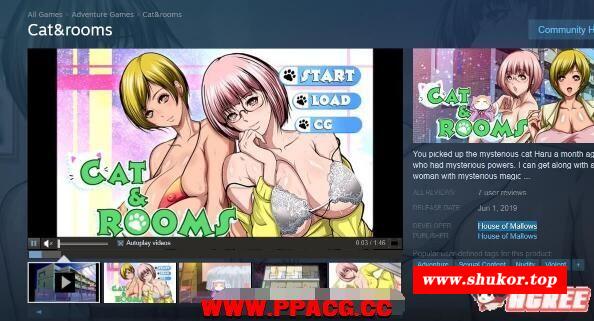 All Games > Adventure Games > Cat&rooms
Cat&rooms
Community H
START
LOAD
CG
CAT
&
ROOMS
CAT
&
ROOMS
You picked up the mysterious cat Haru a month ag
who had mysterious powers. I can get along with a
woman with mysterious magic ...
ALL REVIEWS 7 user reviews
RELEASE DATE Jun 1, 2019
DEVELOPER House of Mallows
PUBLISHER House of Mallows
Popular user-defined tags for this product:
Adventure Sexual Content Nudity Violent +
Autoplay videos
0:03 / 1:46
www.shukor.top
WWW.PPACG.CC